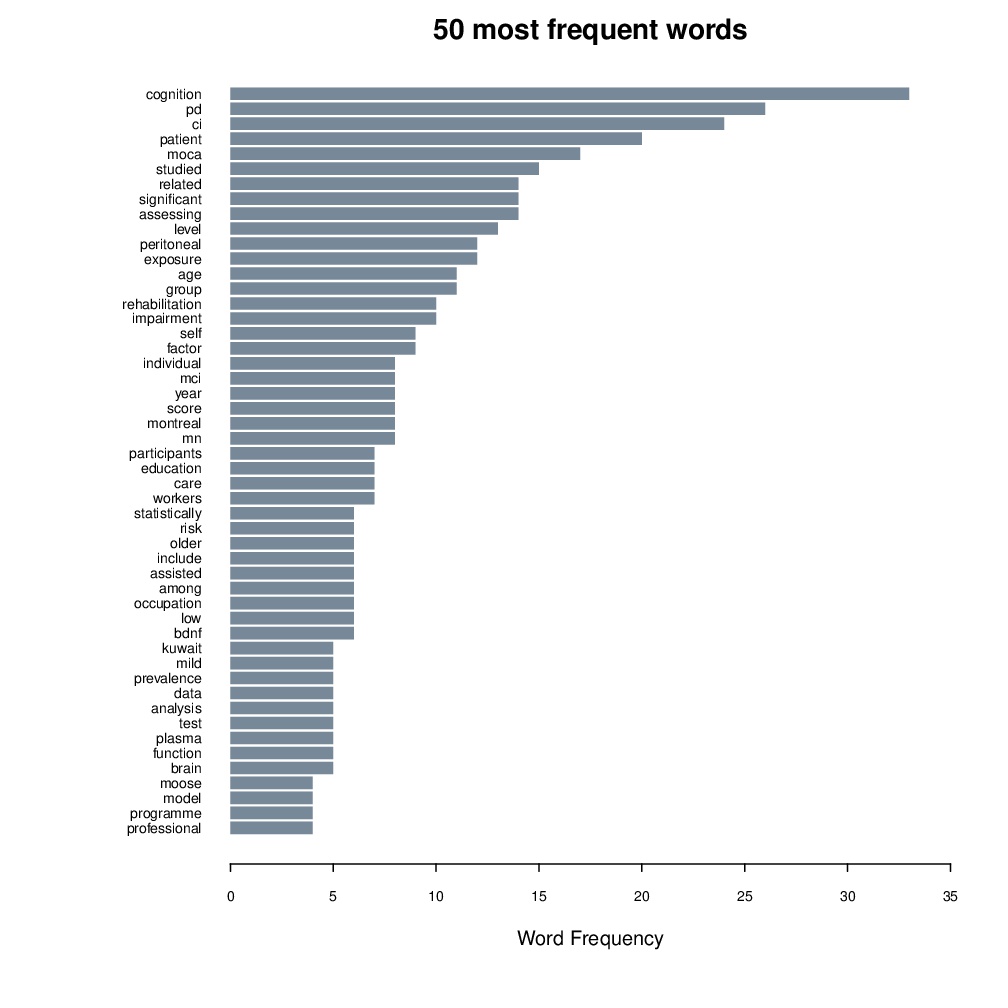 50 most frequent words
cognition
pd
ci
patient
moca
studied
related
significant
assessing
level
peritoneal
exposure
age
group
rehabilitation
impairment
self
factor
individual
mci
year
score
montreal
mn
participants
education
care
workers
statistically
risk
older
include
assisted
among
occupation
low
bdnf
kuwait
mild
prevalence
data
analysis
test
plasma
function
brain
moose
model
programme
professional
0 5 10 15 20 25 30 35
Word Frequency